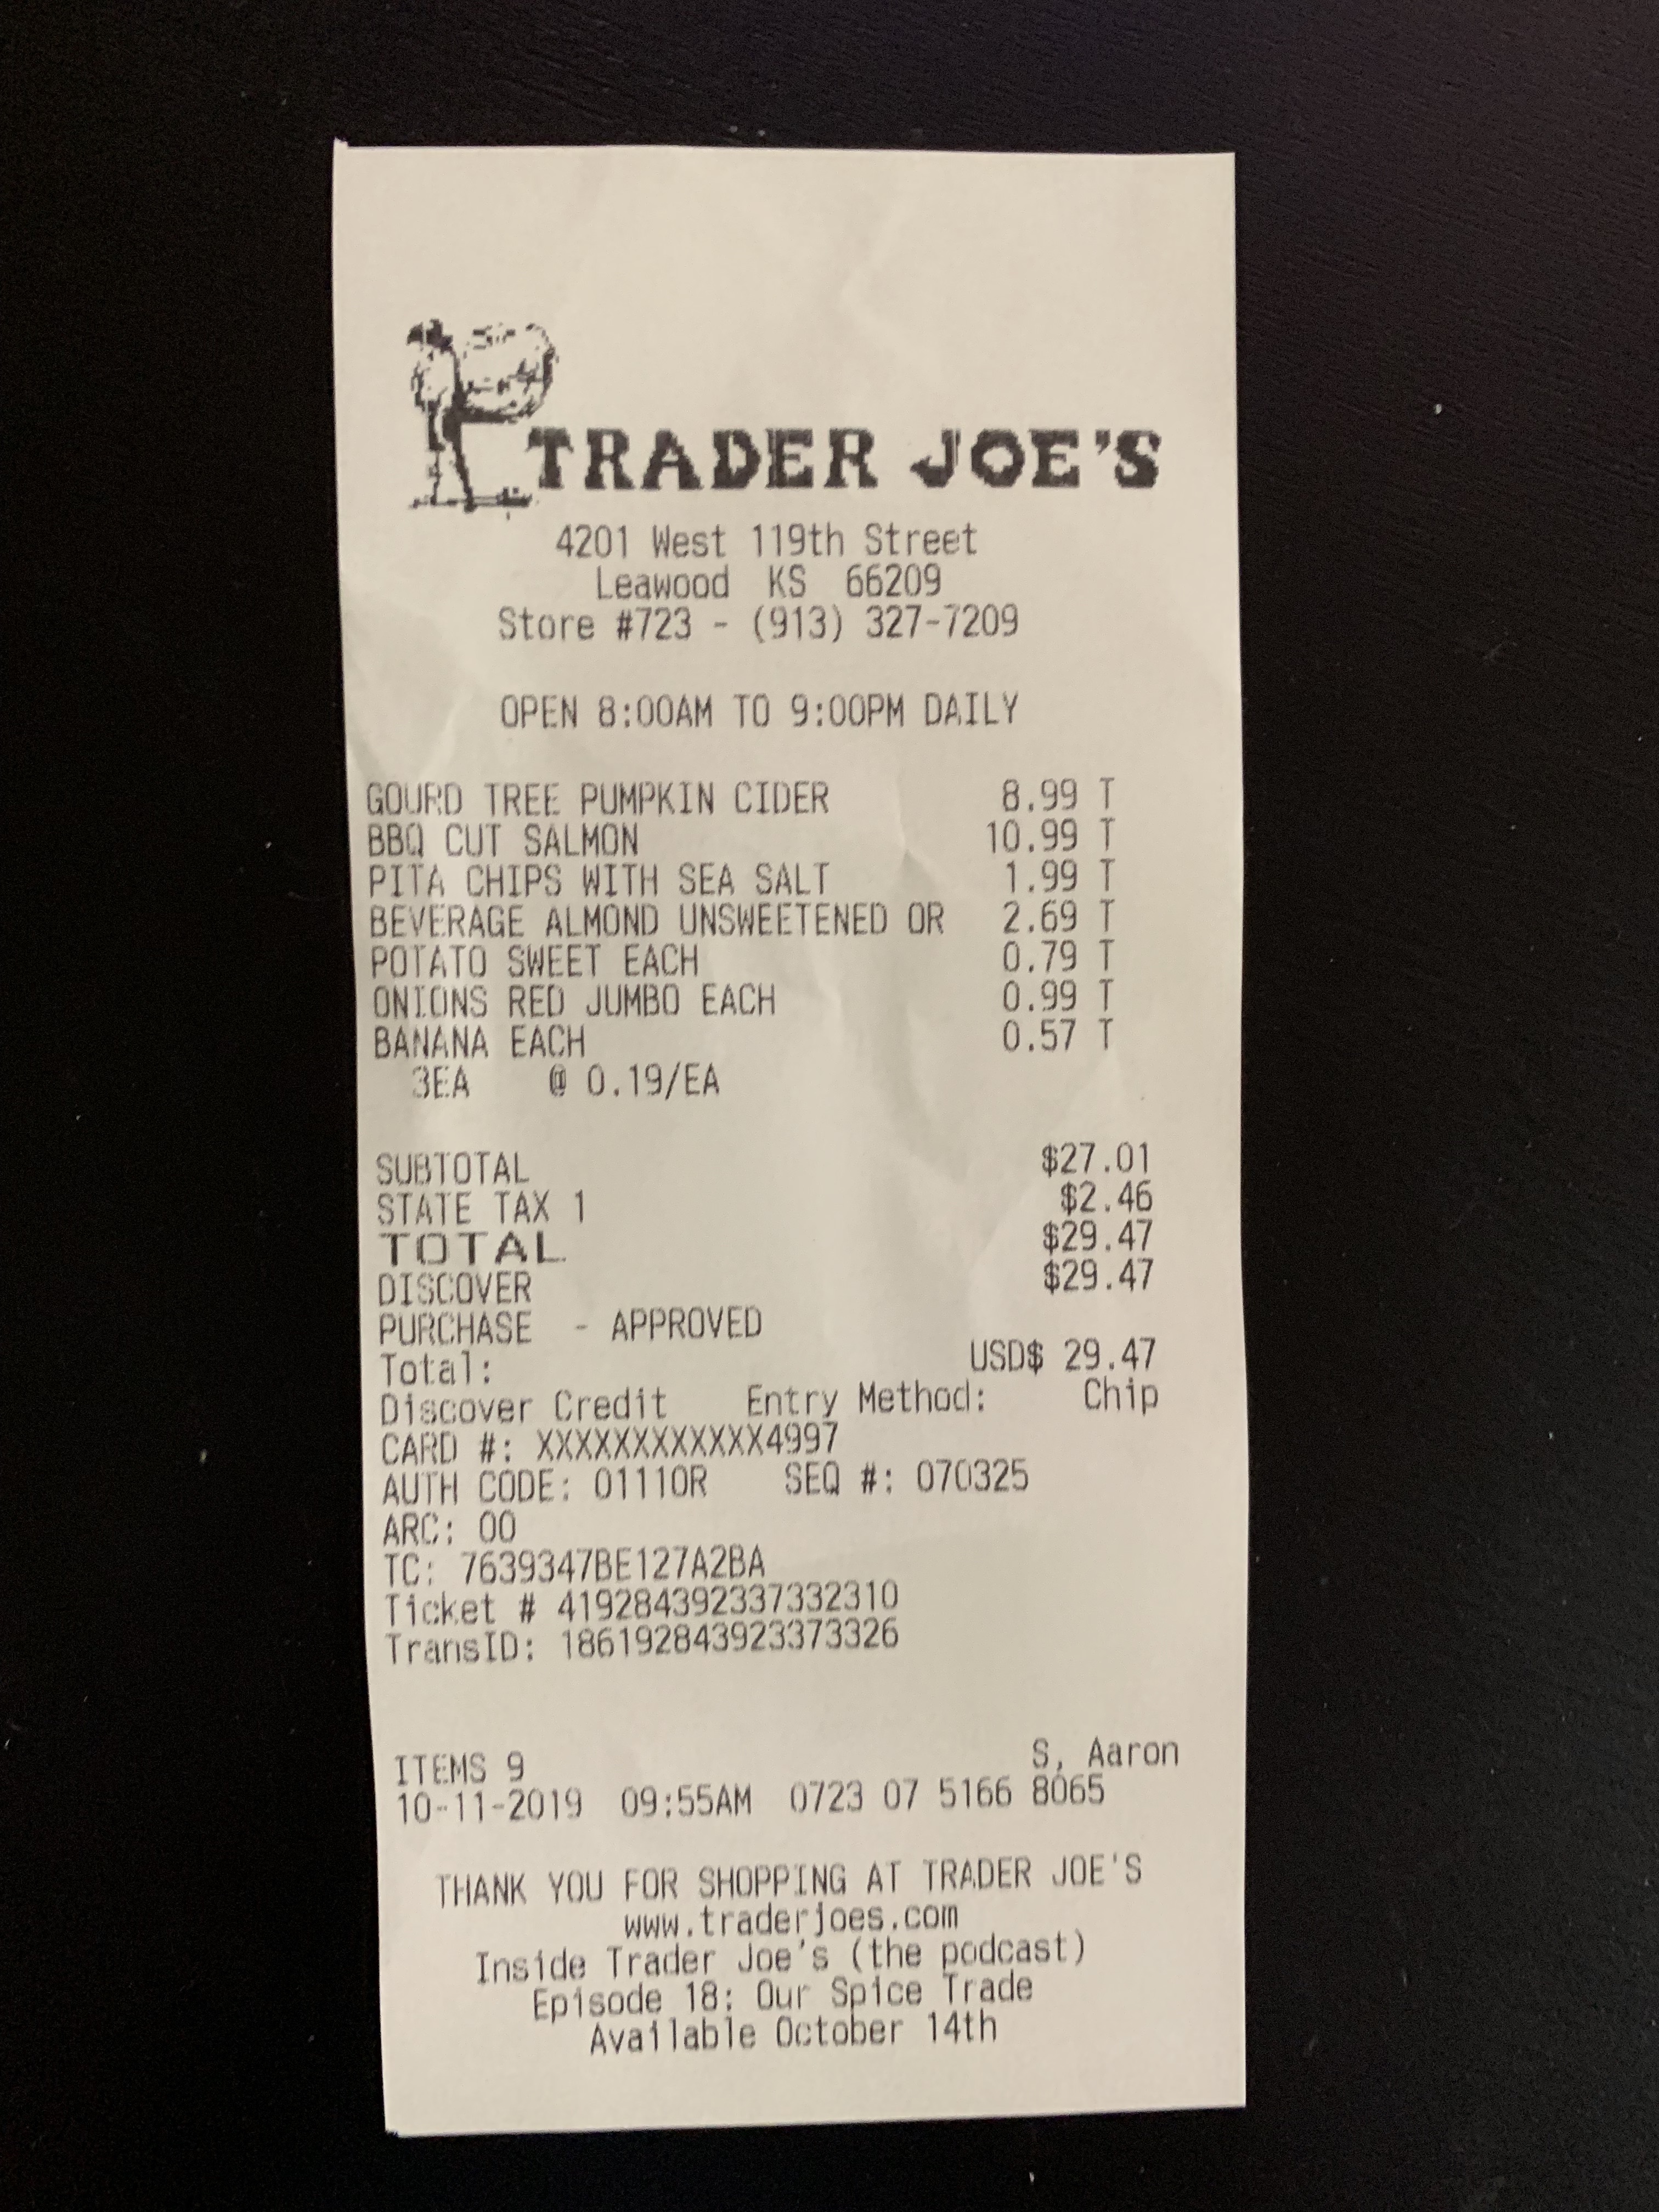 TRADER JOE'S
4201 West 119th Street
Leawood KS 66209
Store #723 - (913) 327-7209
OPEN 8:00AM TO 9:00PM DAILY
GOURD TREE PUMPKIN CIDER 8.99 T
BBQ CUT SALMON 10.99 T
PITA CHIPS WITH SEA SALT 1.99 T
BEVERAGE ALMOND UNSWEETENED OR 2.69 T
POTATO SWEET EACH 0.79 T
ONIONS RED JUMBO EACH 0.99 T
BANANA EACH 0.57 T
3EA @ 0.19/EA
SUBTOTAL $27.01
STATE TAX 1 $2.46
TOTAL $29.47
DISCOVER $29.47
PURCHASE - APPROVED
Total: USD$ 29.47
Discover Credit Entry Method: Chip
CARD #: XXXXXXXXXXXX4997
AUTH CODE: 01110R SEQ #: 070325
ARC: 00
TC: 7639347BE127A2BA
Ticket # 419284392337332310
TransID: 186192843923373326
ITEMS 9 S, Aaron
10-11-2019 09:55AM 0723 07 5166 8065
THANK YOU FOR SHOPPING AT TRADER JOE'S
www.traderjoes.com
Inside Trader Joe's (the podcast)
Episode 18: Our Spice Trade
Available October 14th